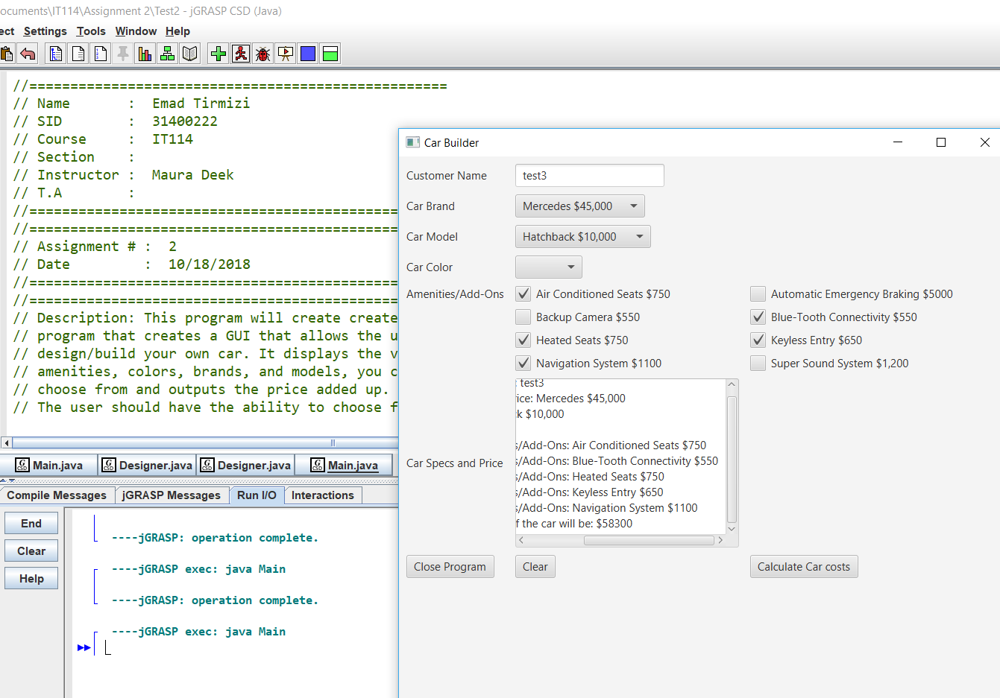 ocuments\IT114\Assignment 2\Test2 - jGRASP CSD (Java)
ect Settings Tools Window Help
//===================================================
// Name : Emad Tirmizi
// SID : 31400222
// Course : IT114
// Section :
// Instructor : Maura Deek
// T.A :
//=============================================
//=============================================
// Assignment # : 2
// Date : 10/18/2018
//=============================================
//=============================================
// Description: This program will create create
// program that creates a GUI that allows the u
// design/build your own car. It displays the v
// amenities, colors, brands, and models, you c
// choose from and outputs the price added up.
// The user should have the ability to choose f
Main.java Designer.java Designer.java Main.java
Compile Messages jGRASP Messages Run I/O Interactions
End
Clear
Help
----jGRASP: operation complete.
----jGRASP exec: java Main
----jGRASP: operation complete.
----jGRASP exec: java Main
Car Builder
Customer Name test3
Car Brand Mercedes $45,000
Car Model Hatchback $10,000
Car Color
Amenities/Add-Ons Air Conditioned Seats $750 Automatic Emergency Braking $5000
Backup Camera $550 Blue-Tooth Connectivity $550
Heated Seats $750 Keyless Entry $650
Navigation System $1100 Super Sound System $1,200
Car Specs and Price
: test3
ice: Mercedes $45,000
k $10,000
s/Add-Ons: Air Conditioned Seats $750
s/Add-Ons: Blue-Tooth Connectivity $550
s/Add-Ons: Heated Seats $750
s/Add-Ons: Keyless Entry $650
s/Add-Ons: Navigation System $1100
f the car will be: $58300
Close Program Clear Calculate Car costs